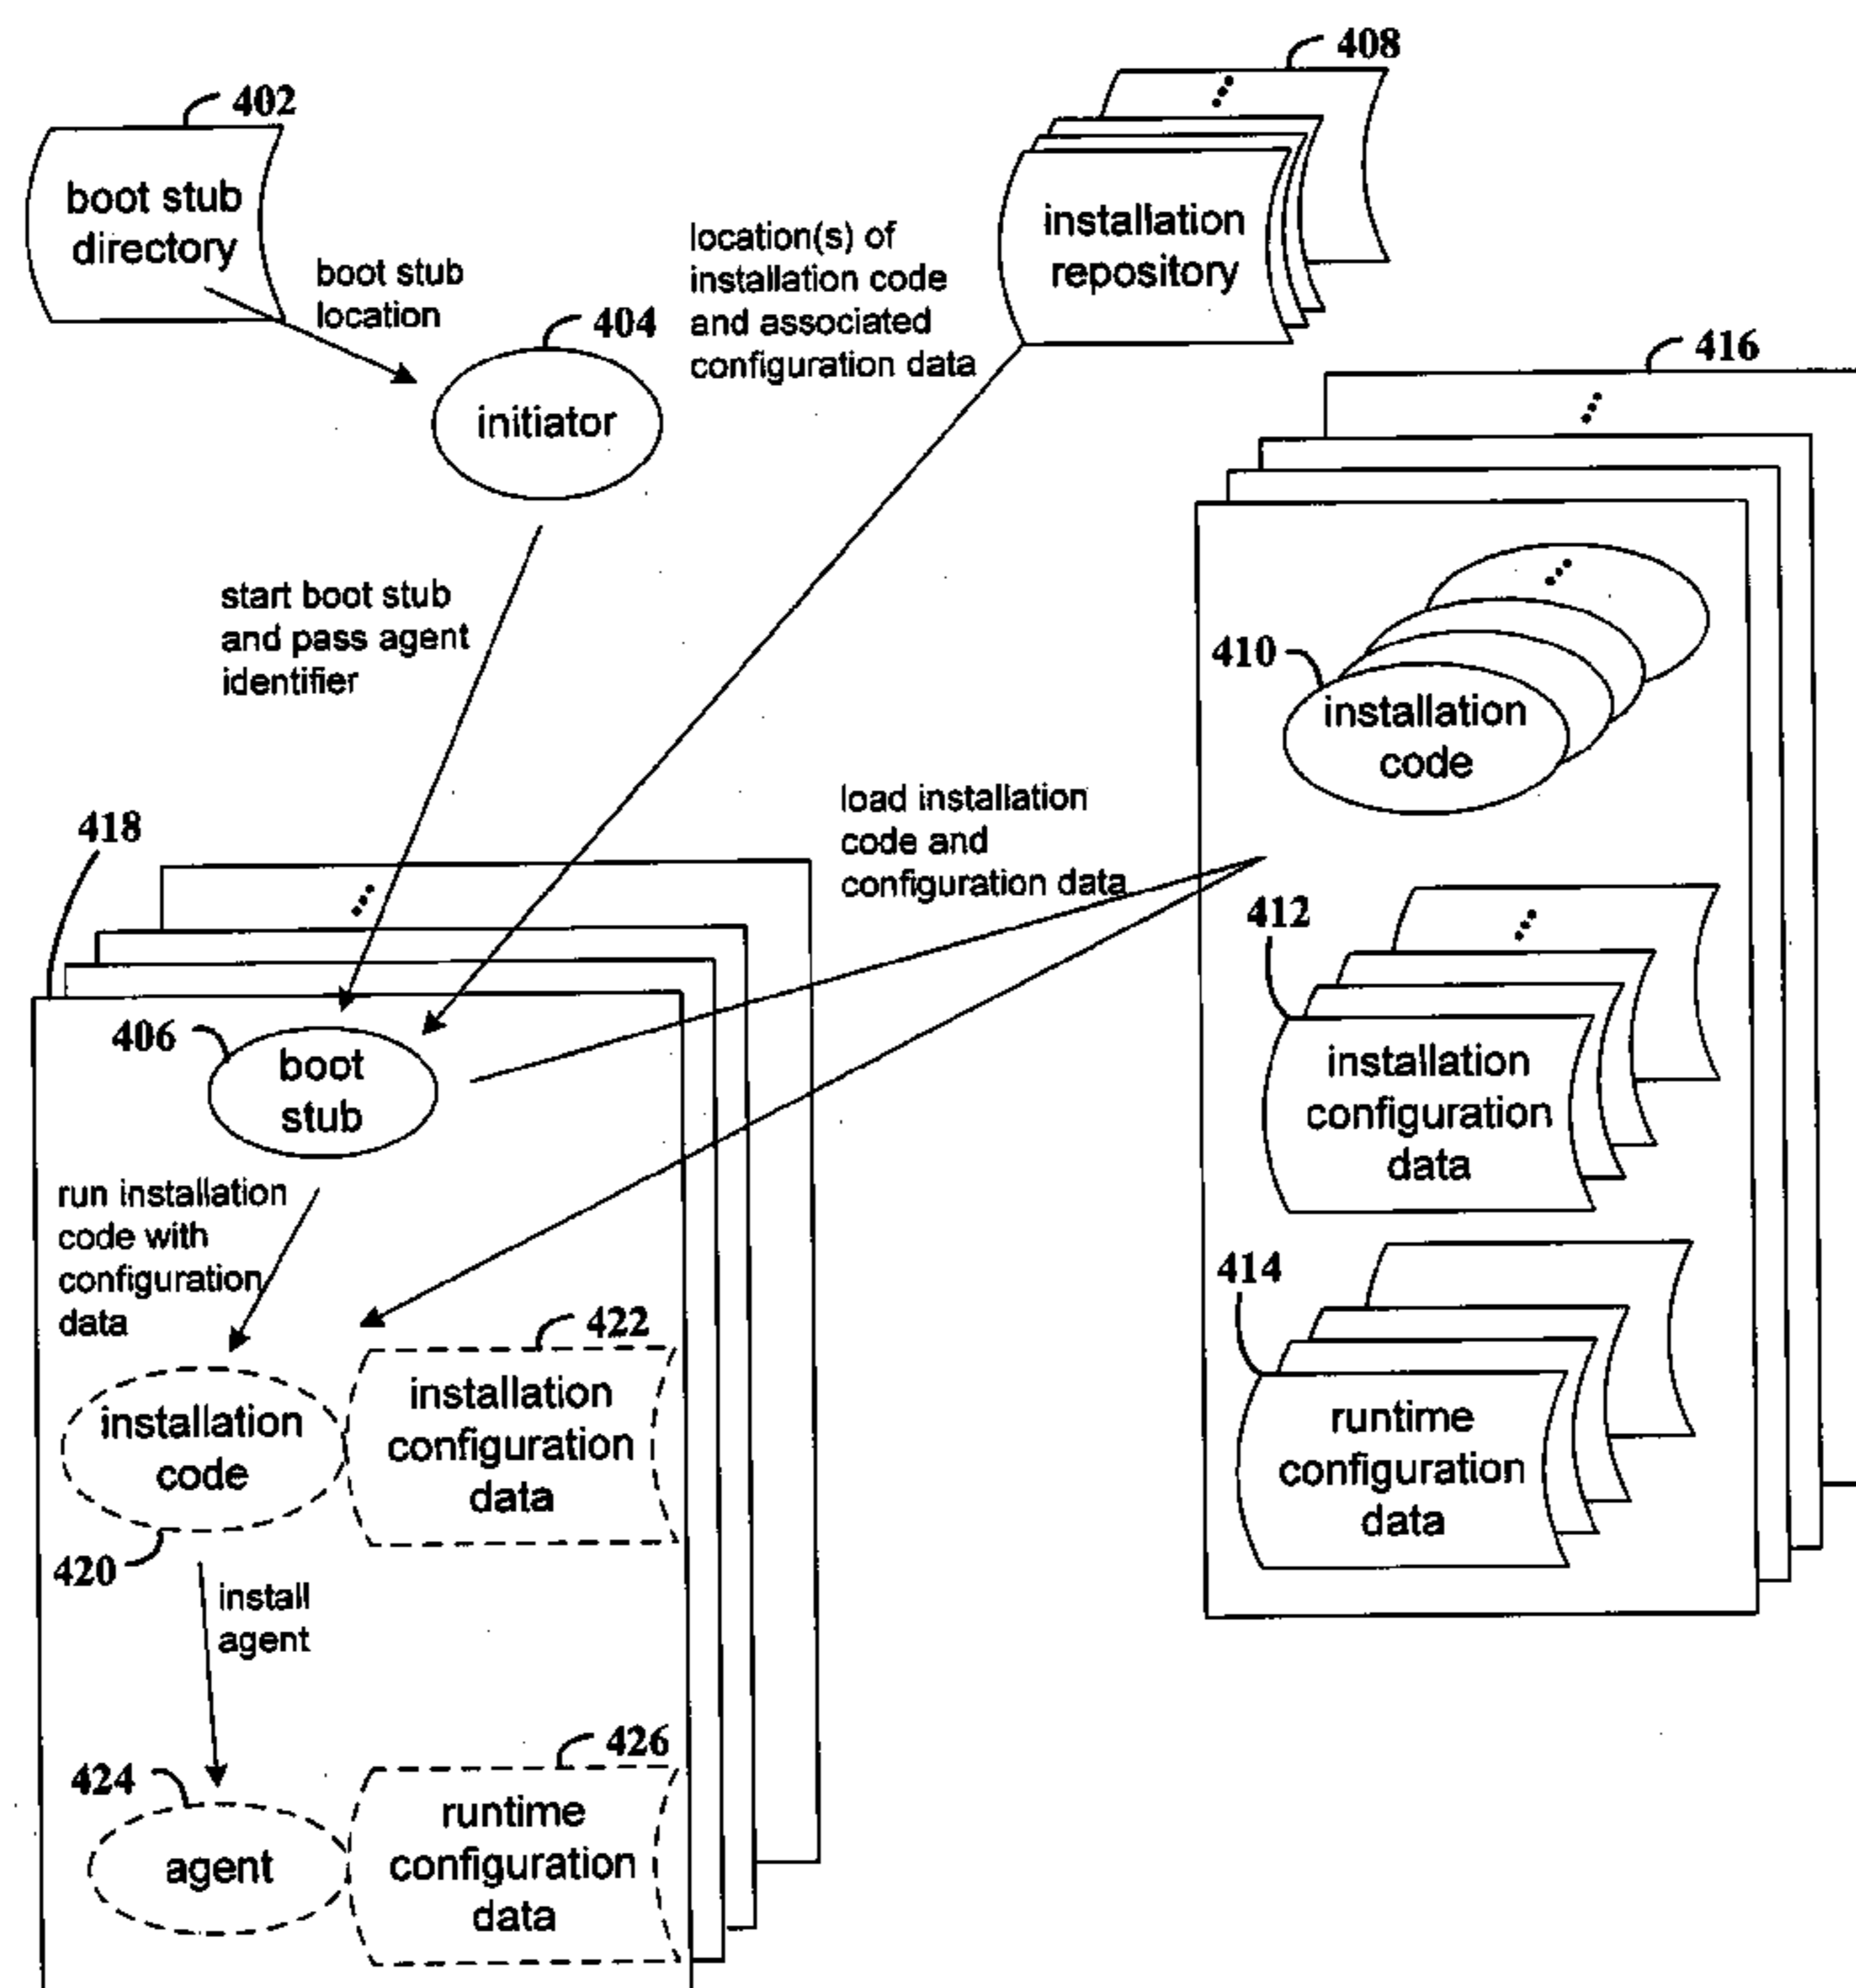 408
402
boot stub
directory
boot stub
location
404
initiator
location(s) of
installation code
and associated
configuration data
installation
repository
416
start boot stub
and pass agent
identifier
410
installation
code
load installation
code and
configuration data
418
412
installation
configuration
data
414
runtime
configuration
data
406
boot
stub
run installation
code with
configuration
data
422
installation
code
installation
configuration
data
420
install
agent
424
426
agent
runtime
configuration
data